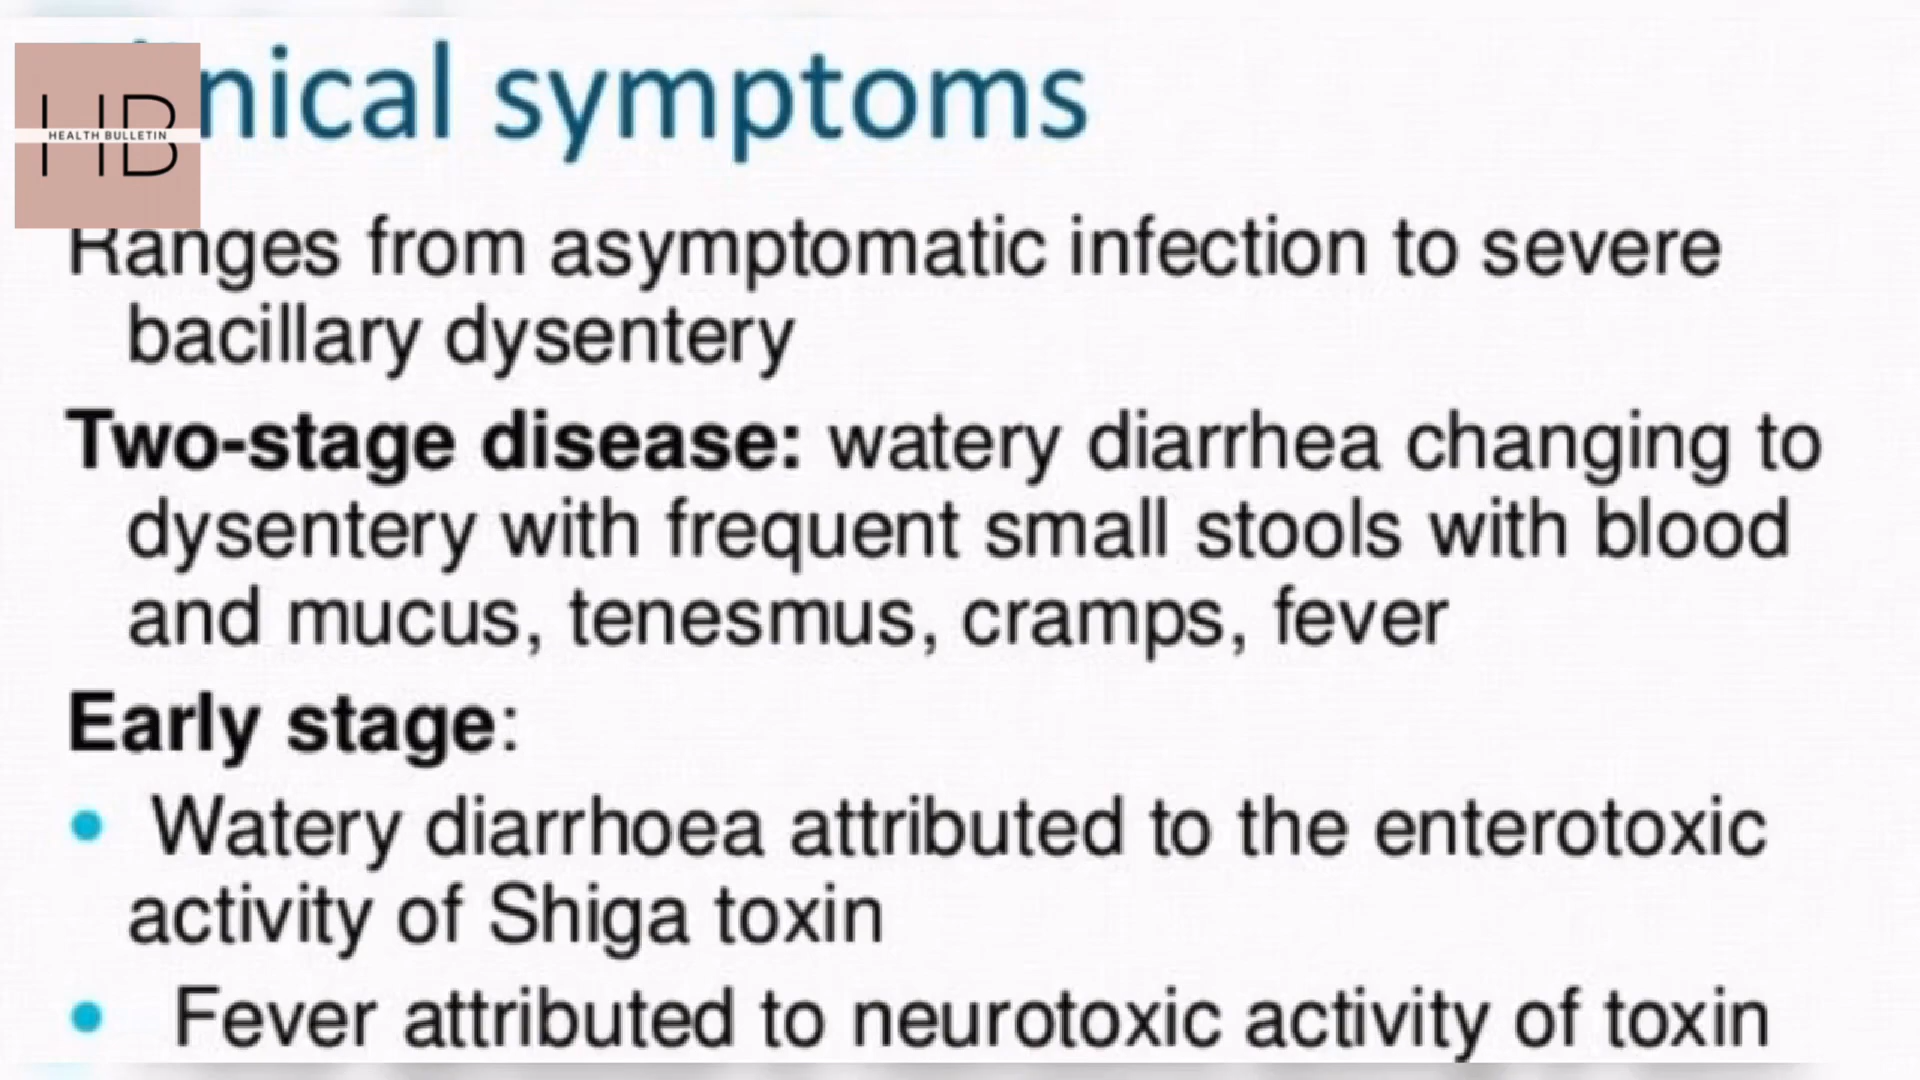 nical symptoms
HB
HEALTH BULLETIN
Ranges from asymptomatic infection to severe
bacillary dysentery
Two-stage disease: watery diarrhea changing to
dysentery with frequent small stools with blood
and mucus, tenesmus, cramps, fever
Early stage:
• Watery diarrhoea attributed to the enterotoxic
activity of Shiga toxin
• Fever attributed to neurotoxic activity of toxin